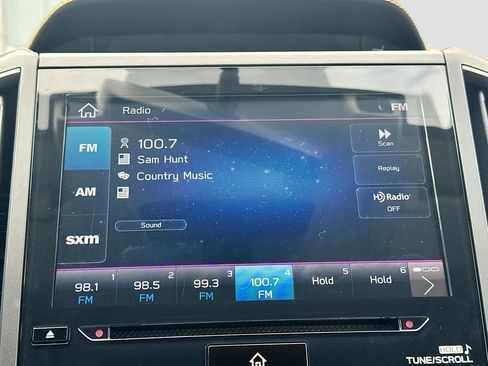 Radio
FM
FM
100.7
Scan
Sam Hunt
Replay
Country Music
AM
HD Radio
OFF
Sound
sxm
1 2 3 4 5 6
98.1 98.5 99.3 100.7 Hold Hold
FM FM FM FM
HOLD
TUNE/SCROLL